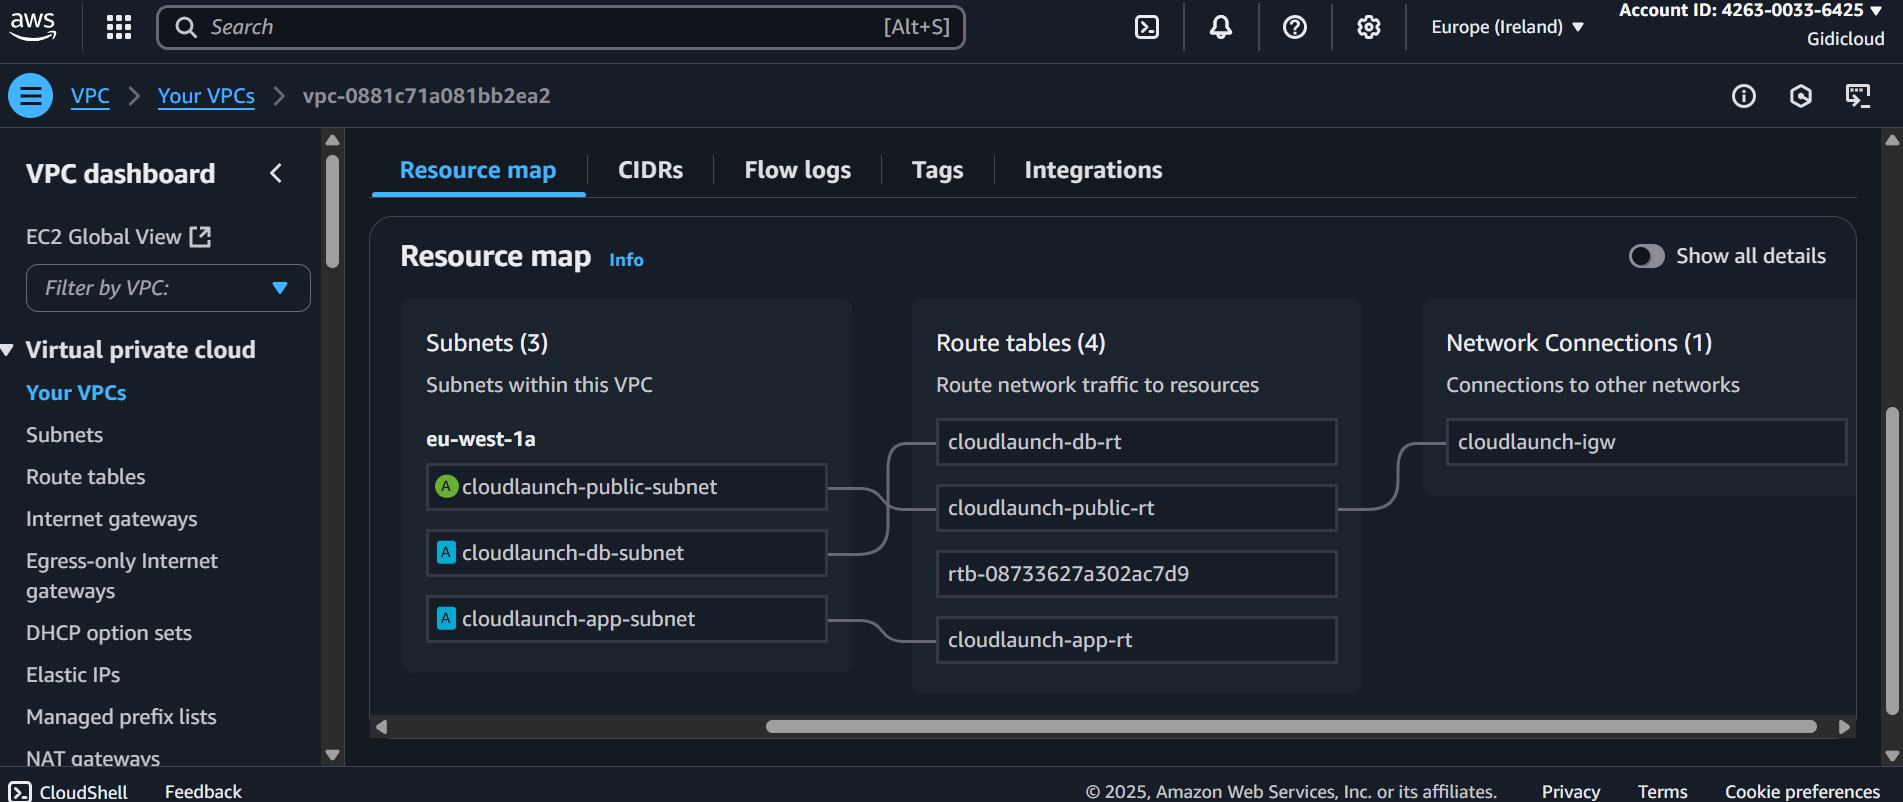 aws
Search
[Alt+S]
Europe (Ireland)
Account ID: 4263-0033-6425
Gidicloud
VPC
Your VPCs
vpc-0881c71a081bb2ea2
VPC dashboard
EC2 Global View
Filter by VPC:
Virtual private cloud
Your VPCs
Subnets
Route tables
Internet gateways
Egress-only Internet
gateways
DHCP option sets
Elastic IPs
Managed prefix lists
NAT gateways
Resource map
CIDRs
Flow logs
Tags
Integrations
Resource map Info
Show all details
Subnets (3)
Subnets within this VPC
eu-west-1a
A cloudlaunch-public-subnet
A cloudlaunch-db-subnet
A cloudlaunch-app-subnet
Route tables (4)
Route network traffic to resources
cloudlaunch-db-rt
cloudlaunch-public-rt
rtb-08733627a302ac7d9
cloudlaunch-app-rt
Network Connections (1)
Connections to other networks
cloudlaunch-igw
CloudShell
Feedback
© 2025, Amazon Web Services, Inc. or its affiliates.
Privacy
Terms
Cookie preferences